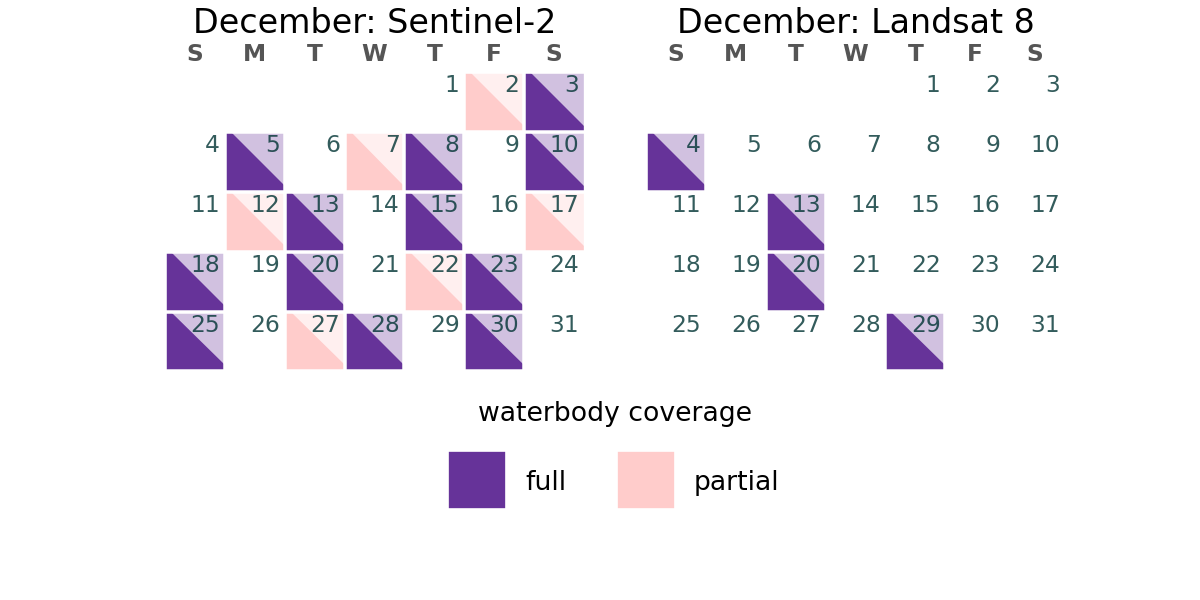 December: Sentinel-2
S M T W T F S
1 2 3
4 5 6 7 8 9 10
11 12 13 14 15 16 17
18 19 20 21 22 23 24
25 26 27 28 29 30 31
December: Landsat 8
S M T W T F S
1 2 3
4 5 6 7 8 9 10
11 12 13 14 15 16 17
18 19 20 21 22 23 24
25 26 27 28 29 30 31
waterbody coverage
full partial